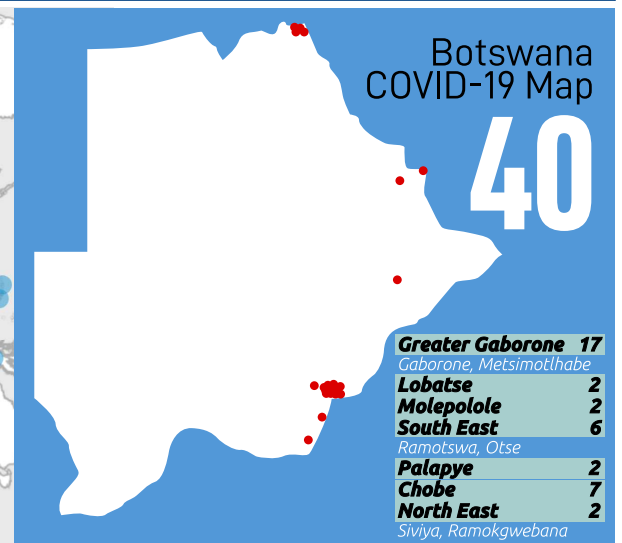 Botswana
COVID-19 Map
40
Greater Gaborone 17
Gaborone, Metsimotlhabe
Lobatse 2
Molepolole 2
South East 6
Ramotswa, Otse
Palapye 2
Chobe 7
North East 2
Siviya, Ramokgwebana